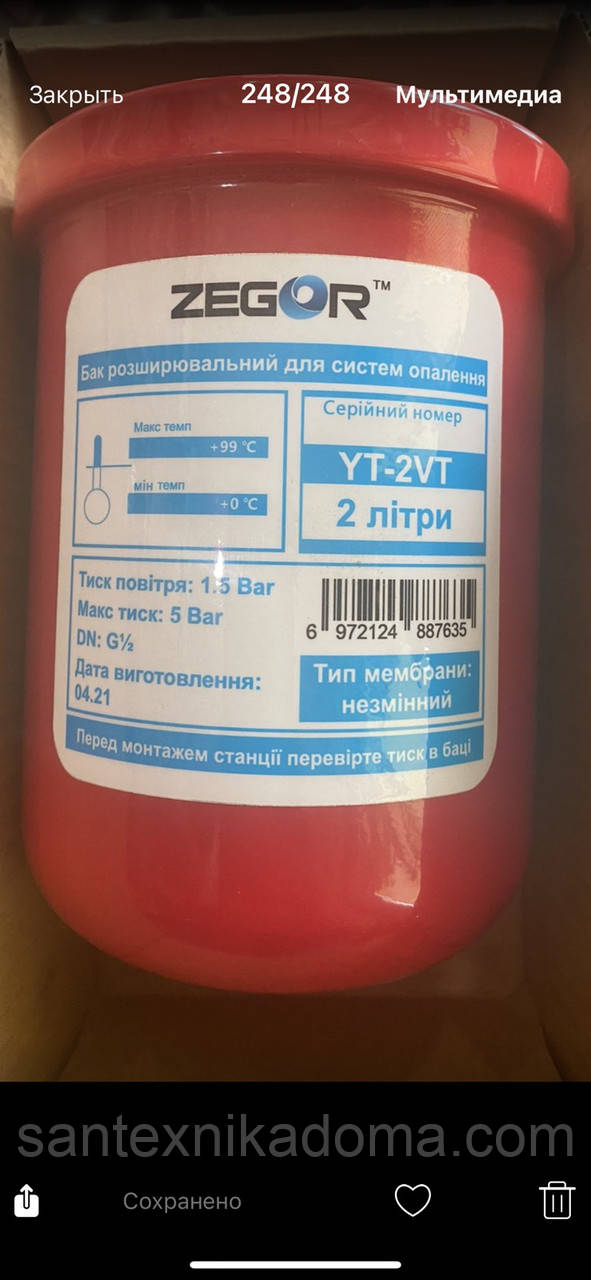 Закрыть 248/248 Мультимедиа
ZEGOR™
Бак розширювальний для систем опалення
Макс темп
+99 °C
мін темп
+0 °C
Серійний номер
YT-2VT
2 літри
Тиск повітря: 1.5 Bar
Макс тиск: 5 Bar
DN: G½
Дата виготовлення:
04.21
6 972124 887635
Тип мембрани:
незмінний
Перед монтажем станції перевірте тиск в баці
santexnikadoma.com
Сохранено